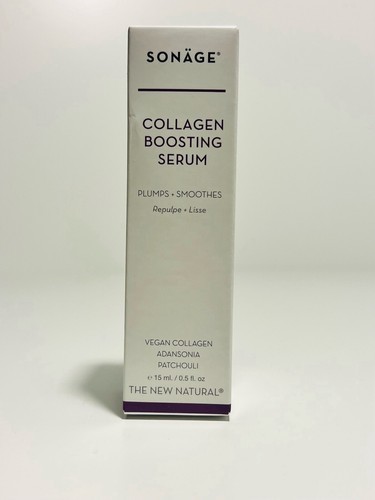 SONÄGE®
COLLAGEN
BOOSTING
SERUM
PLUMPS + SMOOTHES
Repulpe + Lisse
VEGAN COLLAGEN
ADANSONIA
PATCHOULI
℮ 15 ml. / 0.5 fl. oz
THE NEW NATURAL®